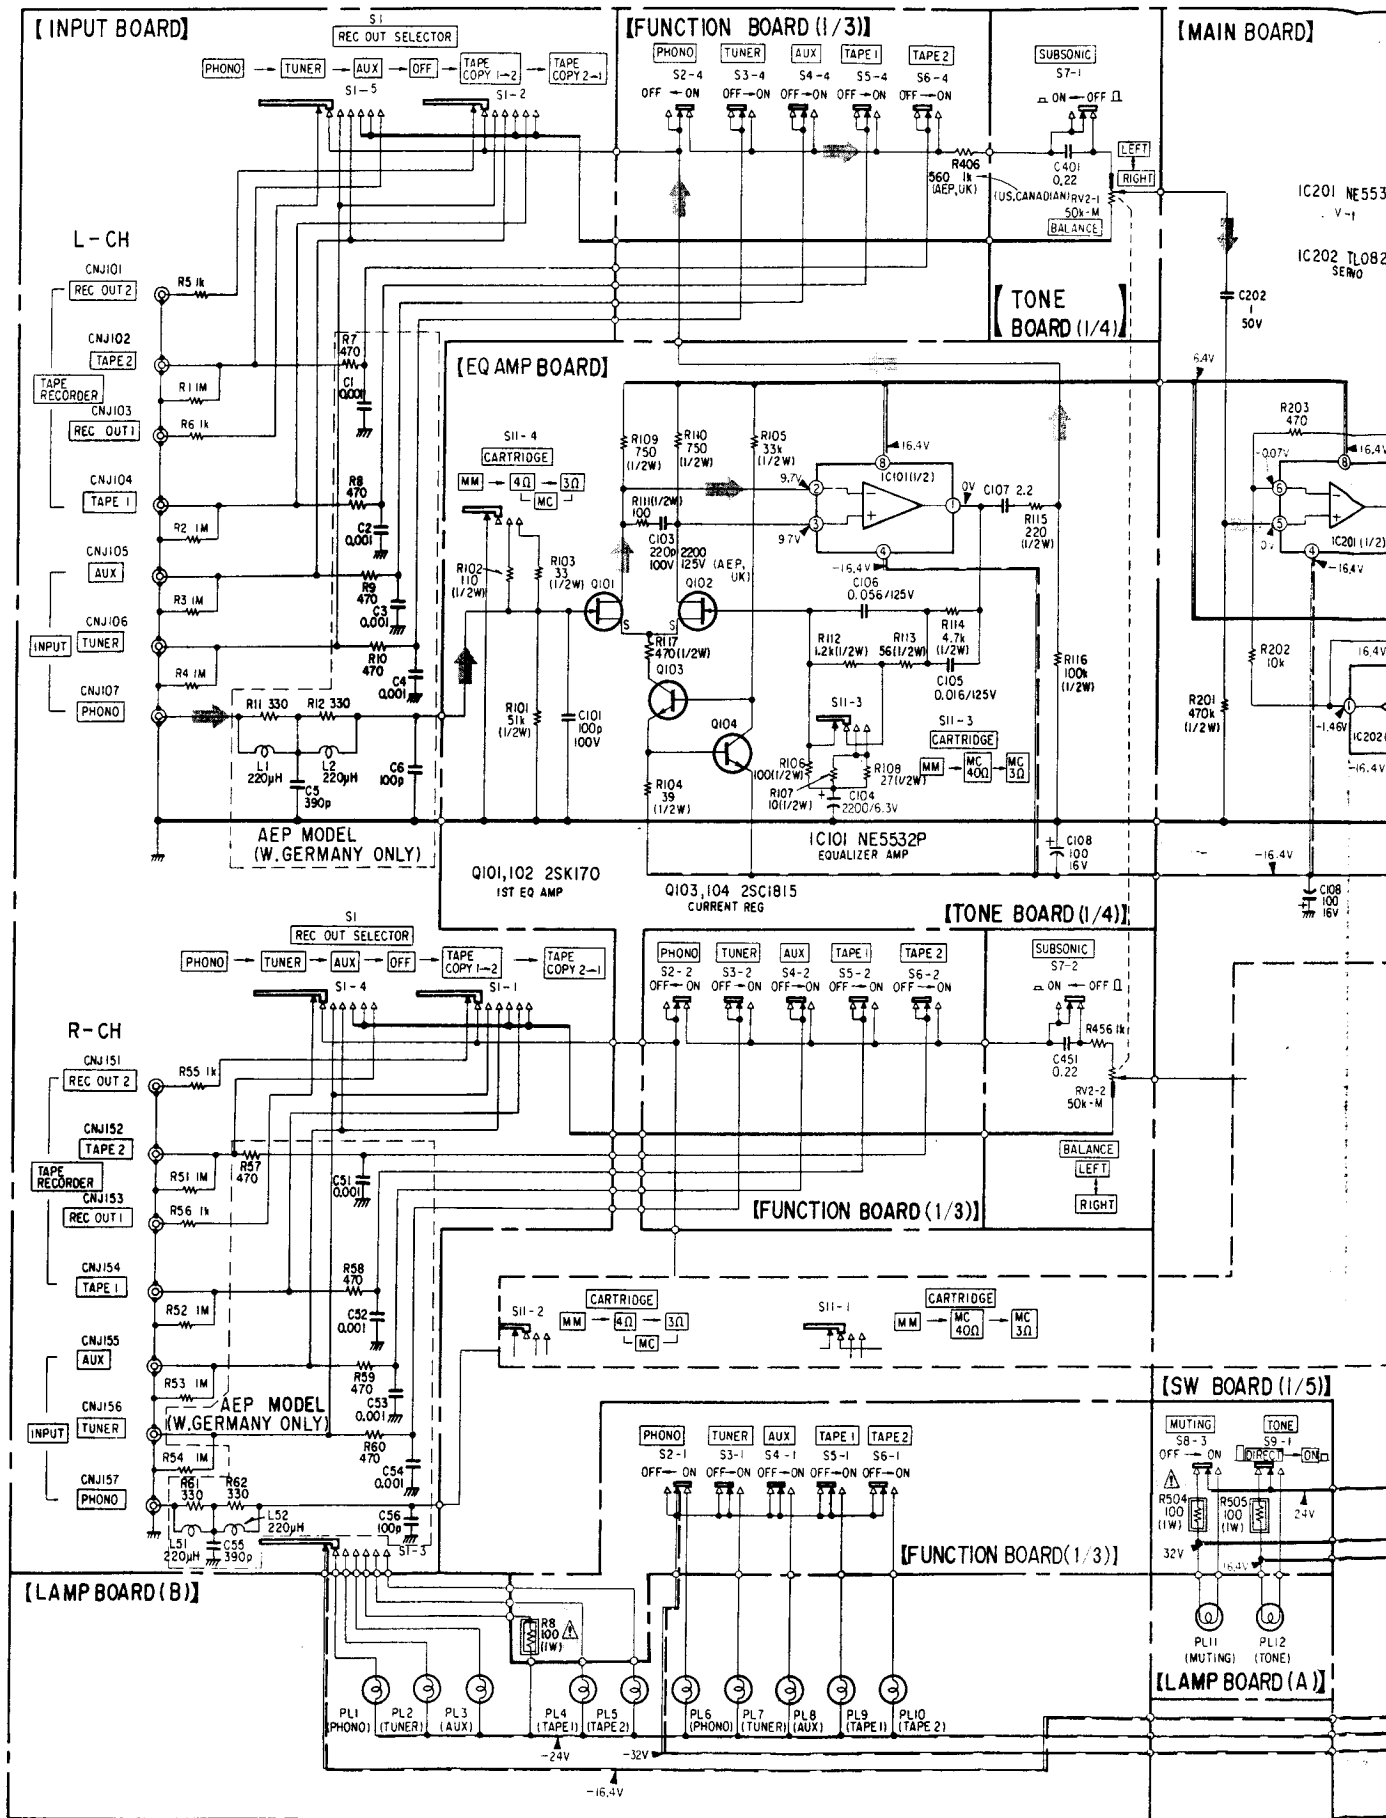 [INPUT BOARD]
S1
REC OUT SELECTOR
PHONO
TUNER
AUX
OFF
TAPE
COPY 1→2
TAPE
COPY 2→1
S1-5
S1-2
[FUNCTION BOARD (1/3)]
PHONO
TUNER
AUX
TAPE 1
TAPE 2
S2-4
S3-4
S4-4
S5-4
S6-4
OFF ↔ ON
OFF↔ON
OFF↔ON
OFF↔ON
OFF↔ON
SUBSONIC
S7-1
ON ↔ OFF
R406
560 1k
(AEP,UK)
(US,CANADIAN)
C401
0.22
LEFT
RIGHT
RV2-1
50k-M
BALANCE
[TONE
BOARD (1/4)]
[MAIN BOARD]
IC201 NE553
IC202 TL082
SERVO
C202
1
50V
L-CH
CNJ101
REC OUT 2
R5 1k
CNJ102
TAPE 2
R1 1M
R7
470
C1
0.001
TAPE
RECORDER
CNJ103
REC OUT 1
R6 1k
CNJ104
TAPE 1
R8
470
R2 1M
C2
0.001
CNJ105
AUX
R9
470
R3 1M
C3
0.001
CNJ106
INPUT
TUNER
R10
470
R4 1M
C4
0.001
CNJ107
PHONO
R11 330
R12 330
L1
220μH
L2
220μH
C5
390p
C6
100p
AEP MODEL
(W.GERMANY ONLY)
[EQ AMP BOARD]
S11-4
CARTRIDGE
MM
4Ω
3Ω
MC
R109
750
(1/2W)
R110
750
(1/2W)
R105
33k
(1/2W)
R111(1/2W)
100
C103
220p
100V
2200
125V
(AEP,
UK)
R102
110
(1/2W)
R103
33
(1/2W)
Q101
S
Q102
S
R117
470(1/2W)
Q103
Q104
R101
51k
(1/2W)
C101
100p
100V
R104
39
(1/2W)
9.7V
9.7V
2
3
8
4
1
16.4V
-16.4V
IC101(1/2)
0V
C107 2.2
R115
220
(1/2W)
C106
0.056/125V
R112
1.2k(1/2W)
R113
56(1/2W)
R114
4.7k
(1/2W)
C105
0.016/125V
R116
100k
(1/2W)
S11-3
S11-3
CARTRIDGE
MM
MC
40Ω
MC
3Ω
R106
100(1/2W)
R107
10(1/2W)
R108
27(1/2W)
C104
2200/6.3V
IC101 NE5532P
EQUALIZER AMP
C108
100
16V
Q101,102 2SK170
1ST EQ AMP
Q103,104 2SC1815
CURRENT REG
6.4V
R203
470
-0.07V
6
5
0V
8
16.4V
IC201 (1/2)
4
-16.4V
R202
10k
16.4V
R201
470k
(1/2W)
1
-1.46V
IC202(
-16.4V
-16.4V
C108
100
16V
S1
REC OUT SELECTOR
PHONO
TUNER
AUX
OFF
TAPE
COPY 1→2
TAPE
COPY 2→1
S1-4
S1-1
[TONE BOARD (1/4)]
PHONO
TUNER
AUX
TAPE 1
TAPE 2
S2-2
S3-2
S4-2
S5-2
S6-2
OFF↔ON
OFF↔ON
OFF↔ON
OFF↔ON
OFF↔ON
SUBSONIC
S7-2
ON ↔ OFF
R456 1k
C451
0.22
RV2-2
50k-M
BALANCE
LEFT
RIGHT
[FUNCTION BOARD (1/3)]
R-CH
CNJ151
REC OUT 2
R55 1k
CNJ152
TAPE 2
R57
470
R51 1M
C51
0.001
TAPE
RECORDER
CNJ153
REC OUT 1
R56 1k
CNJ154
TAPE 1
R58
470
R52 1M
C52
0.001
CNJ155
AUX
R59
470
R53 1M
C53
0.001
AEP MODEL
(W.GERMANY ONLY)
CNJ156
INPUT
TUNER
R60
470
R54 1M
C54
0.001
CNJ157
PHONO
R61
330
R62
330
L52
220μH
L51
220μH
C55
390p
C56
100p
S1-3
S11-2
CARTRIDGE
MM
4Ω
3Ω
MC
S11-1
CARTRIDGE
MM
MC
40Ω
MC
3Ω
PHONO
TUNER
AUX
TAPE 1
TAPE 2
S2-1
S3-1
S4-1
S5-1
S6-1
OFF↔ON
OFF↔ON
OFF↔ON
OFF↔ON
OFF↔ON
[FUNCTION BOARD (1/3)]
[SW BOARD (1/5)]
MUTING
S8-3
OFF ↔ ON
TONE
S9-1
DIRECT
ON
R504
100
(1W)
R505
100
(1W)
24V
32V
16.4V
PL11
(MUTING)
PL12
(TONE)
[LAMP BOARD (A)]
[LAMP BOARD (B)]
R8
100
(1W)
PL1
(PHONO)
PL2
(TUNER)
PL3
(AUX)
PL4
(TAPE 1)
PL5
(TAPE 2)
PL6
(PHONO)
PL7
(TUNER)
PL8
(AUX)
PL9
(TAPE 1)
PL10
(TAPE 2)
-24V
-32V
-16.4V